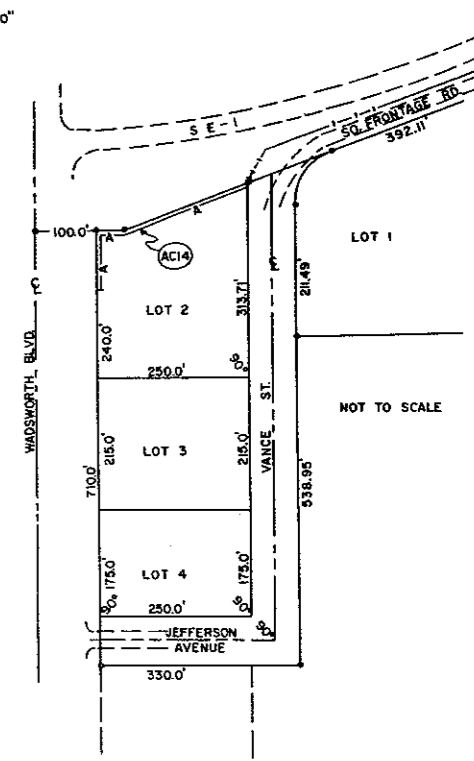 o"
S E-1
SO. FRONTAGE RD.
392.11'
100.0'
A
A
A
AC14
LOT 1
211.49'
313.71'
LOT 2
240.0'
90°
250.0'
WADSWORTH BLVD.
VANCE ST.
NOT TO SCALE
215.0'
LOT 3
215.0'
710.0'
538.95'
175.0'
LOT 4
175.0'
90°
250.0'
90°
90°
JEFFERSON
AVENUE
330.0'